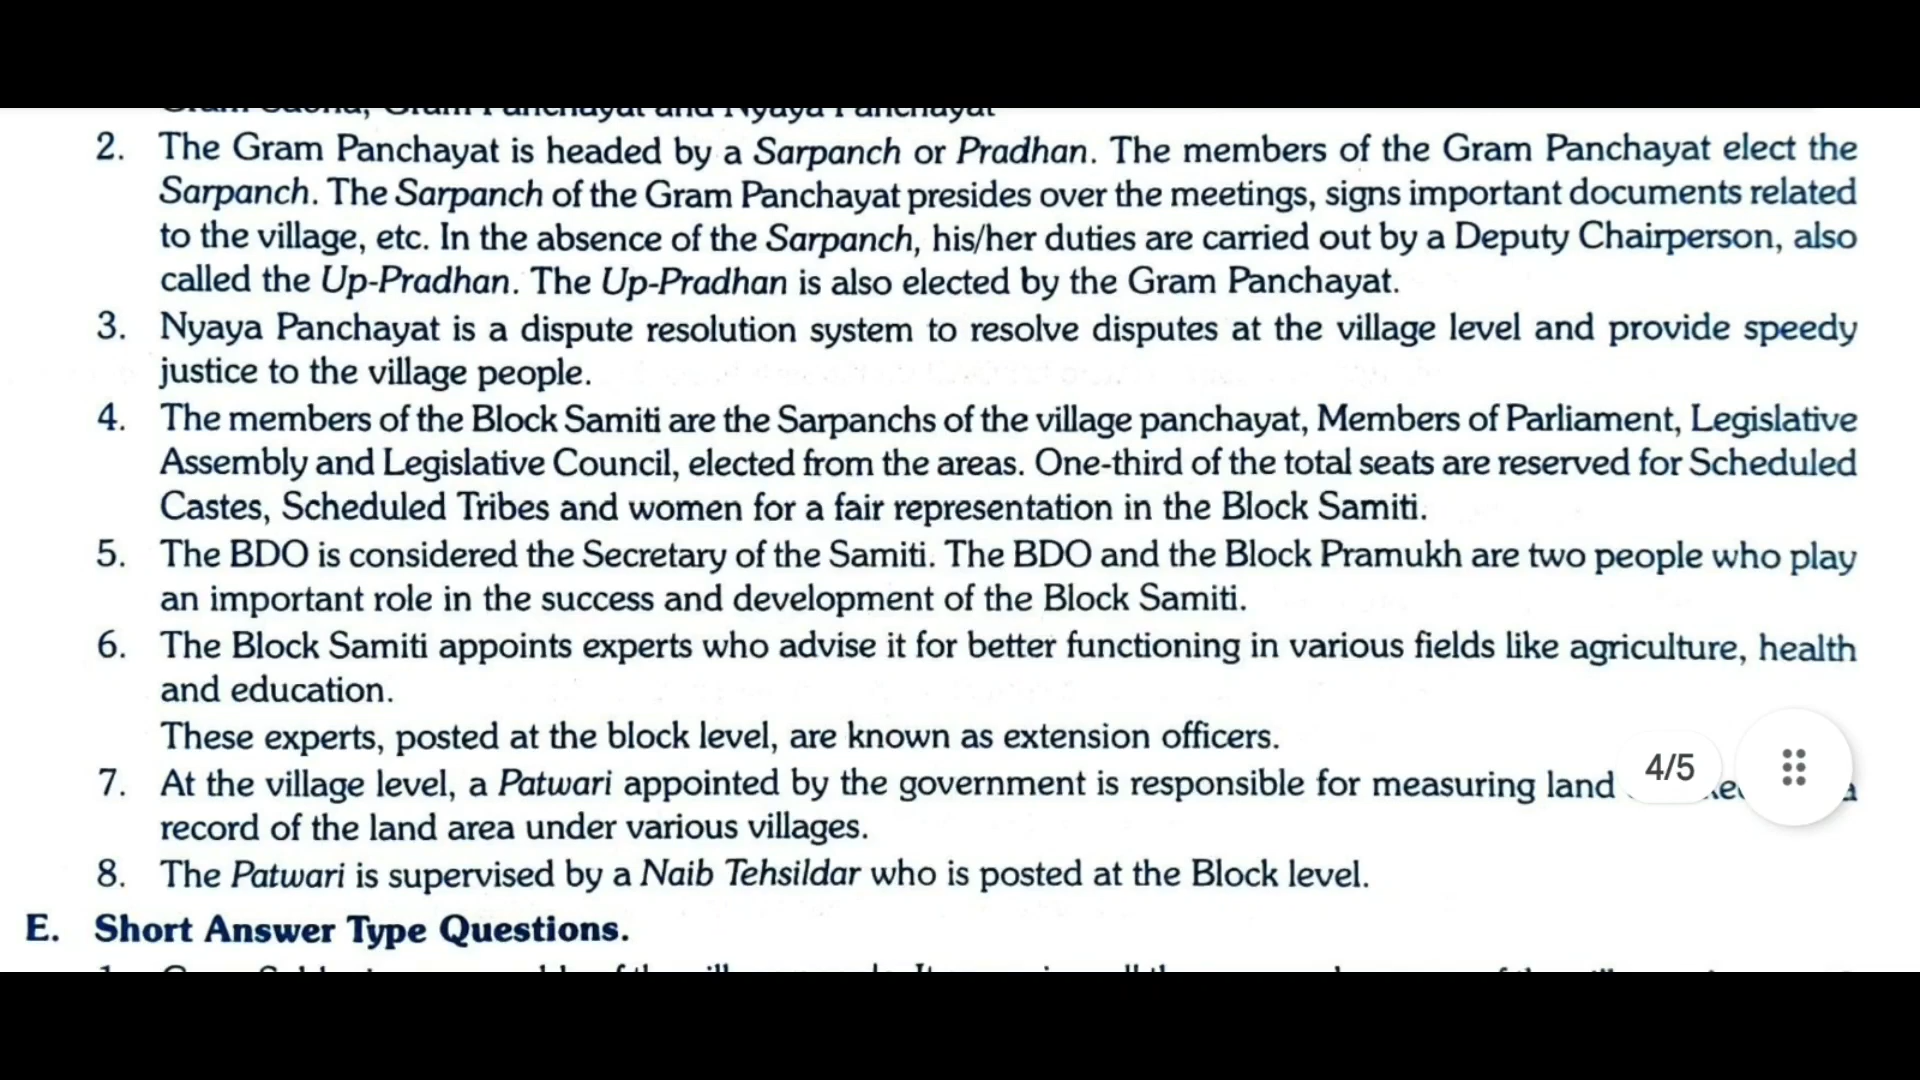 Gram Sabha, Gram Panchayat and Nyaya Panchayat
2. The Gram Panchayat is headed by a Sarpanch or Pradhan. The members of the Gram Panchayat elect the
Sarpanch. The Sarpanch of the Gram Panchayat presides over the meetings, signs important documents related
to the village, etc. In the absence of the Sarpanch, his/her duties are carried out by a Deputy Chairperson, also
called the Up-Pradhan. The Up-Pradhan is also elected by the Gram Panchayat.
3. Nyaya Panchayat is a dispute resolution system to resolve disputes at the village level and provide speedy
justice to the village people.
4. The members of the Block Samiti are the Sarpanchs of the village panchayat, Members of Parliament, Legislative
Assembly and Legislative Council, elected from the areas. One-third of the total seats are reserved for Scheduled
Castes, Scheduled Tribes and women for a fair representation in the Block Samiti.
5. The BDO is considered the Secretary of the Samiti. The BDO and the Block Pramukh are two people who play
an important role in the success and development of the Block Samiti.
6. The Block Samiti appoints experts who advise it for better functioning in various fields like agriculture, health
and education.
These experts, posted at the block level, are known as extension officers.
4/5
7. At the village level, a Patwari appointed by the government is responsible for measuring land
record of the land area under various villages.
8. The Patwari is supervised by a Naib Tehsildar who is posted at the Block level.
E. Short Answer Type Questions.